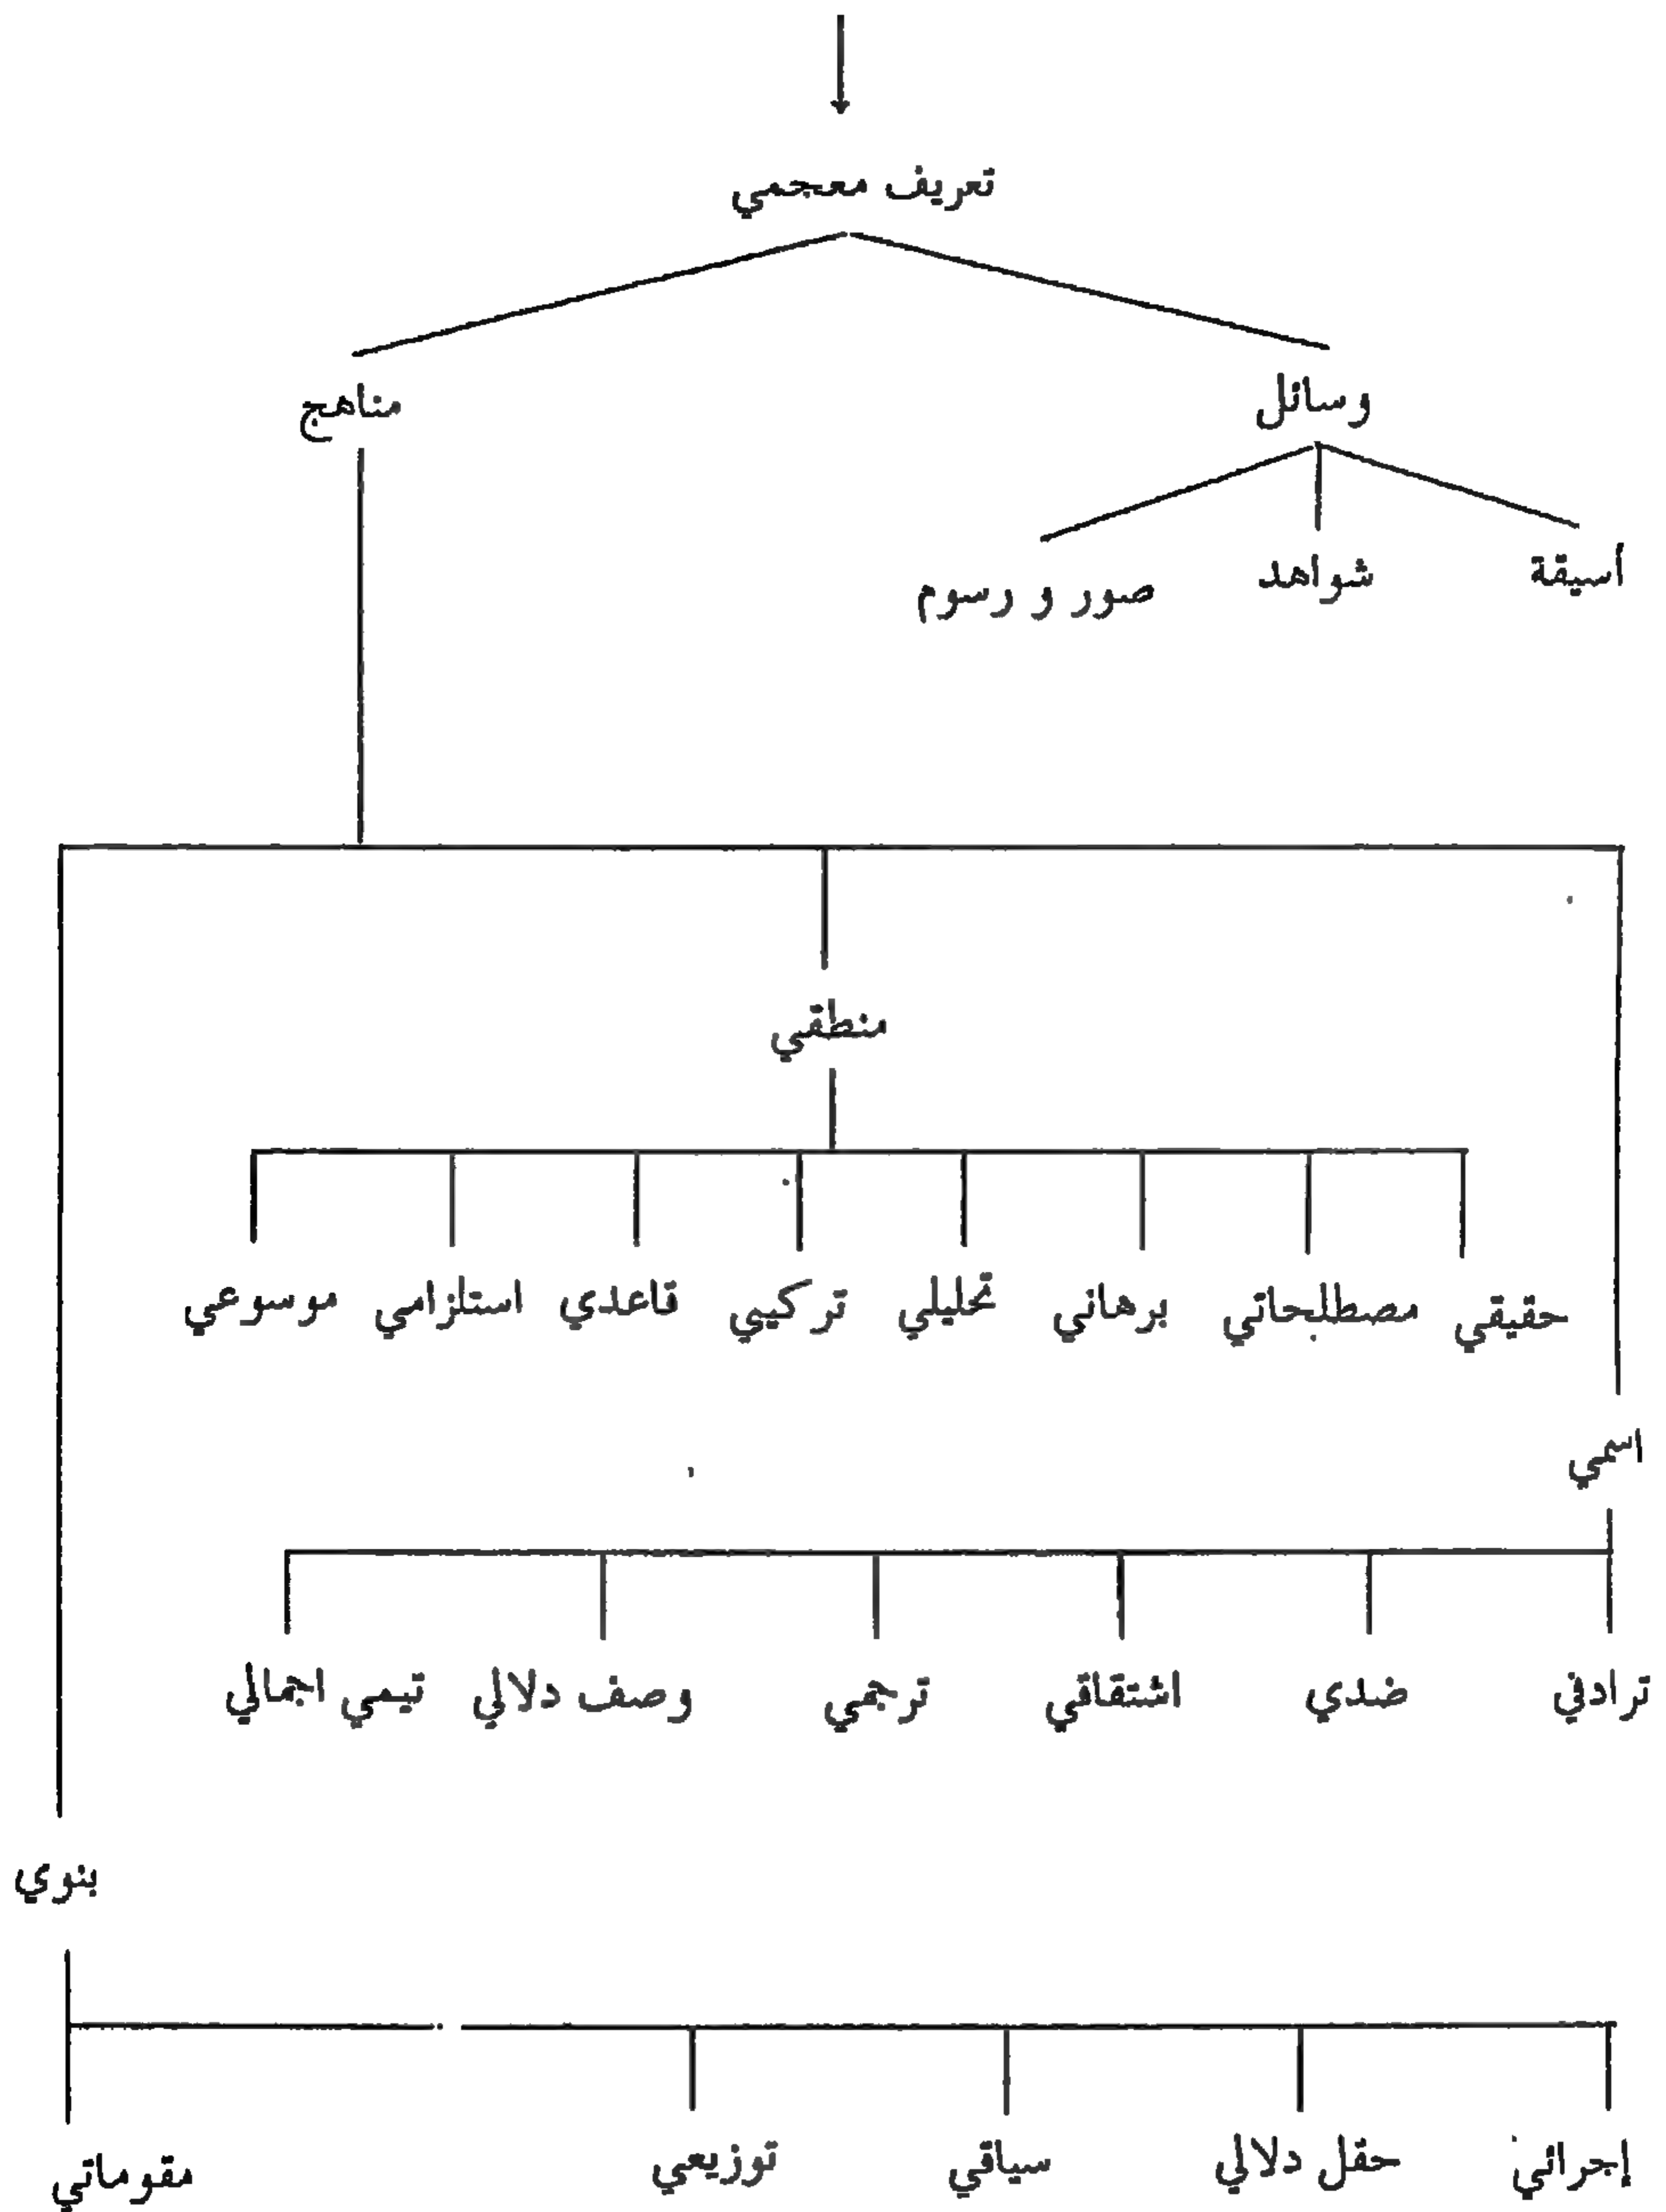 تعريف معجمي
وسائل مناهج
أسيقة شواهد صور و رسوم
منطقي
حقيقي مصطلحاتي برهاني تحليلي تركيبي قاعدي استلزامي موسوعي
اسمي
ترادفي ضدي اشتقاقي ترجمي وصف دلالي تيمي اجمالي
بنوي
إجرائي حقل دلالي سياقي توزيعي مقوماتي